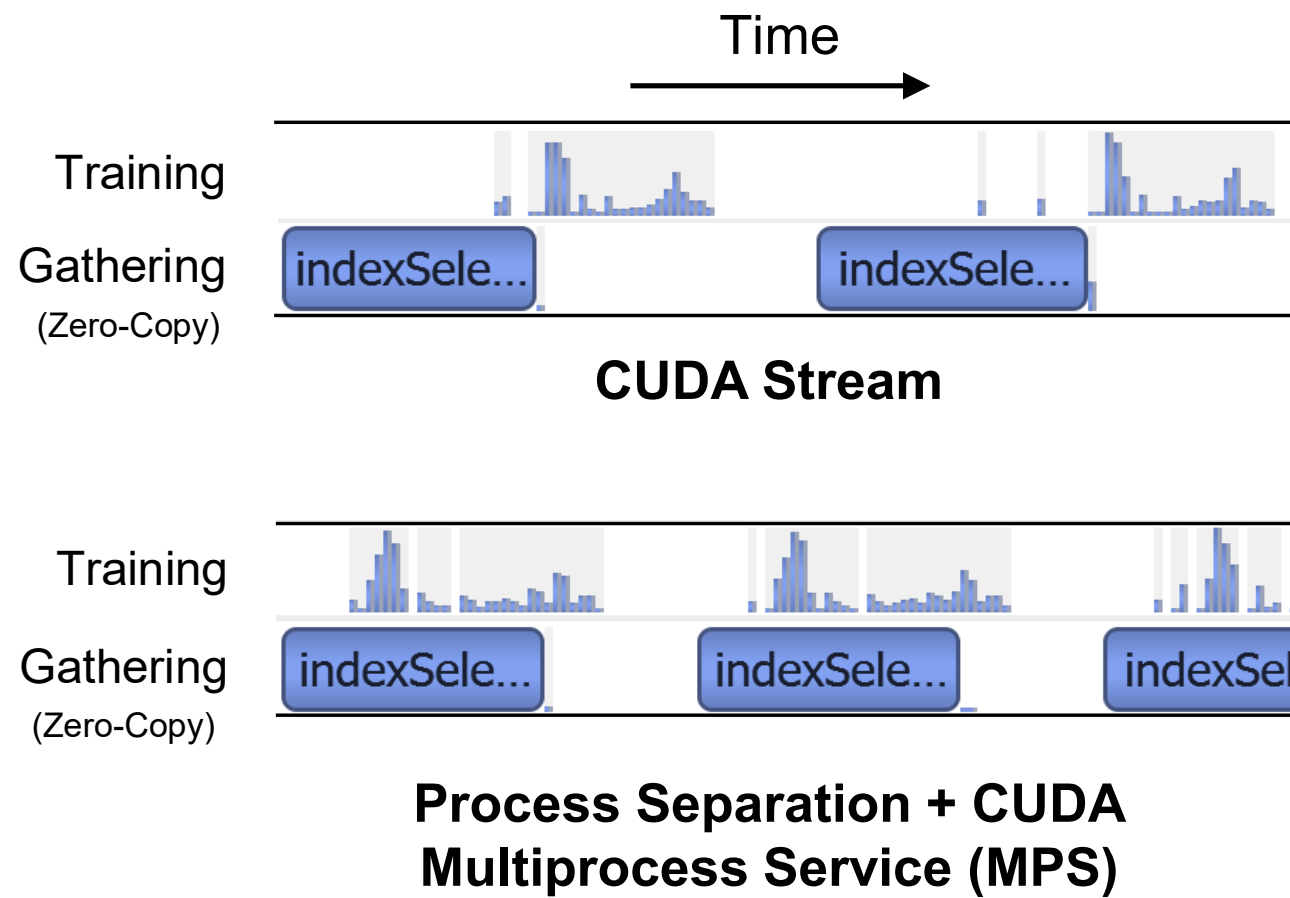 Time
Training
Gathering
(Zero-Copy)
indexSele...
indexSele...
CUDA Stream
Training
Gathering
(Zero-Copy)
indexSele...
indexSele...
indexSel
Process Separation + CUDA
Multiprocess Service (MPS)